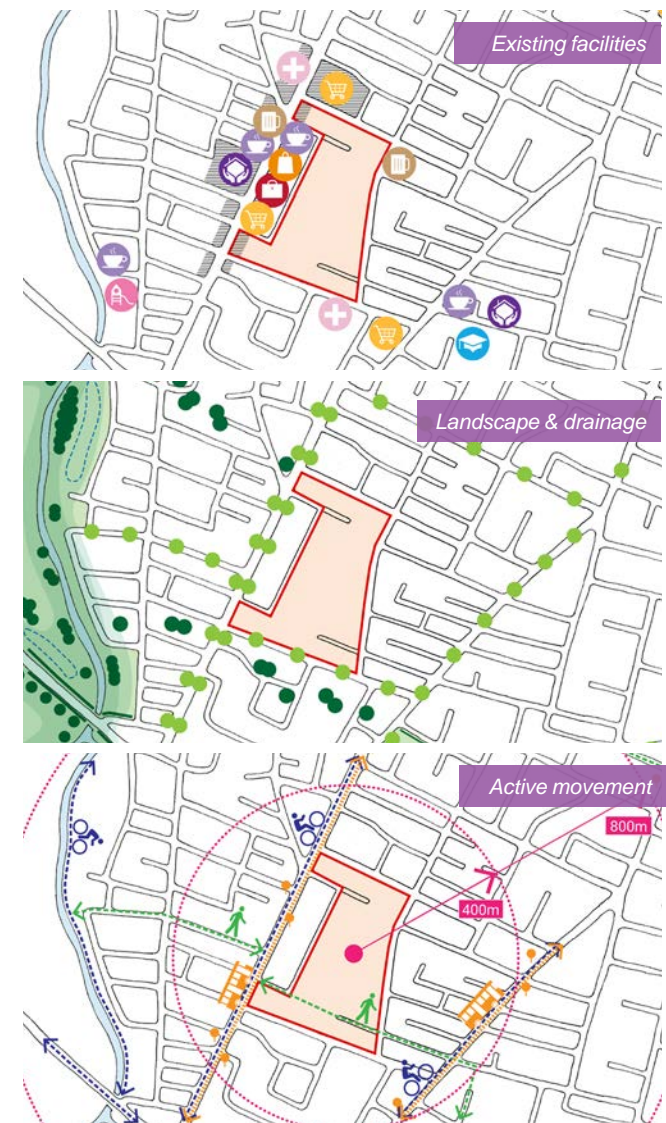 Existing facilities
Landscape & drainage
Active movement
800m
400m